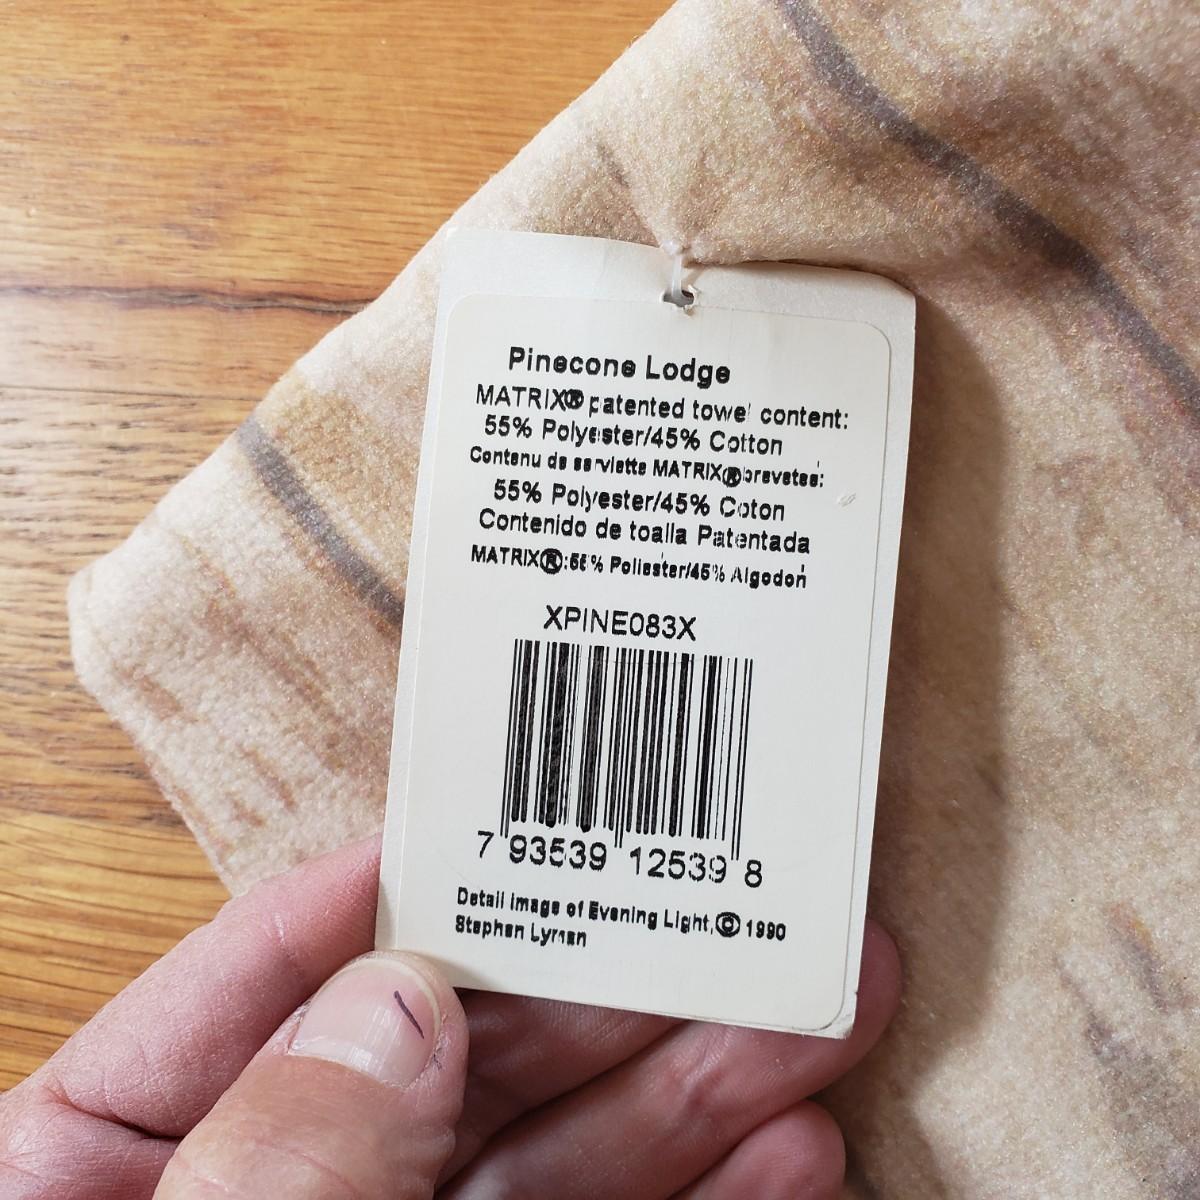 Pinecone Lodge
MATRIX® patented towel content:
55% Polyester/45% Cotton
Contenu de serviette MATRIX®brevetee:
55% Polyester/45% Coton
Contenido de toalla Patentada
MATRIX®:55% Poliester/45% Algodon
XPINE083X
7 93539 12539 8
Detail image of Evening Light,© 1990
Stephen Lyman